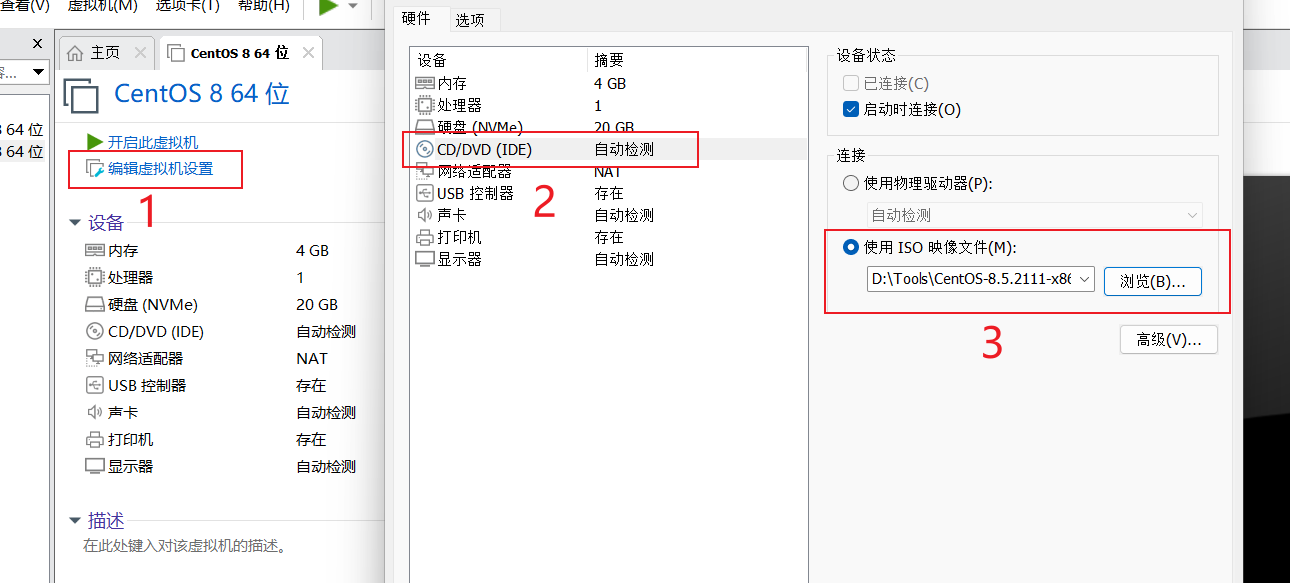 查看(V) 虚拟机(M) 选项卡(T) 帮助(H)
主页
CentOS 8 64 位
CentOS 8 64 位
8 64 位
8 64 位
开启此虚拟机
编辑虚拟机设置
1
设备
内存 4 GB
处理器 1
硬盘 (NVMe) 20 GB
CD/DVD (IDE) 自动检测
网络适配器 NAT
USB 控制器 存在
声卡 自动检测
打印机 存在
显示器 自动检测
描述
在此处键入对该虚拟机的描述。
硬件 选项
设备 摘要
内存 4 GB
处理器 1
硬盘 (NVMe) 20 GB
CD/DVD (IDE) 自动检测
网络适配器 NAT
USB 控制器 存在
声卡 自动检测
打印机 存在
显示器 自动检测
2
设备状态
已连接(C)
启动时连接(O)
连接
使用物理驱动器(P):
自动检测
使用 ISO 映像文件(M):
D:\Tools\CentOS-8.5.2111-x86
浏览(B)...
3
高级(V)...